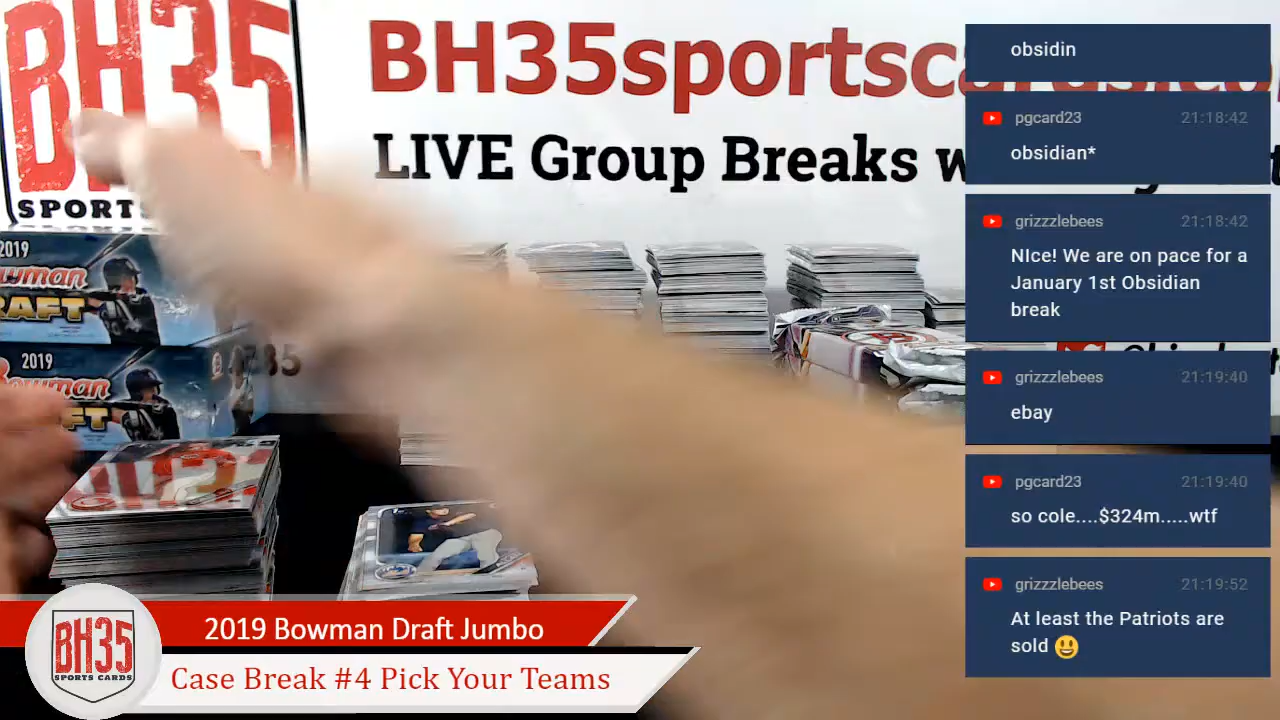 BH35
SPORTS
BH35sportsca
LIVE Group Breaks w
2019
Bowman
DRAFT
2019
Bowman
obsidin
pgcard23 21:18:42
obsidian*
grizzzlebees 21:18:42
NIce! We are on pace for a
January 1st Obsidian
break
grizzzlebees 21:19:40
ebay
pgcard23 21:19:40
so cole....$324m.....wtf
grizzzlebees 21:19:52
At least the Patriots are
sold 😃
BH35
SPORTS CARDS
2019 Bowman Draft Jumbo
Case Break #4 Pick Your Teams